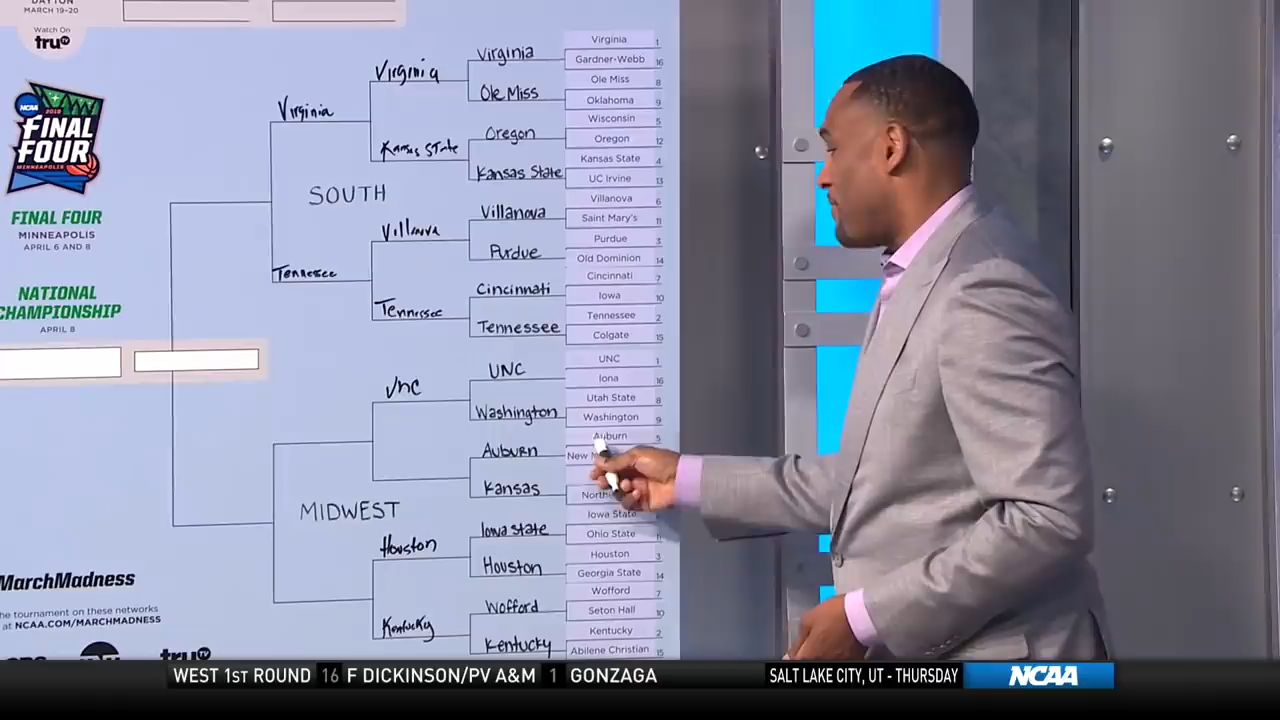 DAYTON
MARCH 19-20
Watch On
truTV
NCAA
2019
FINAL
FOUR
MINNEAPOLIS
FINAL FOUR
MINNEAPOLIS
APRIL 6 AND 8
NATIONAL
CHAMPIONSHIP
APRIL 8
MarchMadness
he tournament on these networks
at NCAA.COM/MARCHMADNESS
truTV
Virginia
Tennessee
SOUTH
Virginia
Kansas State
Villanova
Tennessee
Virginia
Ole Miss
Oregon
Kansas State
Villanova
Purdue
Cincinnati
Tennessee
Virginia 1
Gardner-Webb 16
Ole Miss 8
Oklahoma 9
Wisconsin 5
Oregon 12
Kansas State 4
UC Irvine 13
Villanova 6
Saint Mary's 11
Purdue 3
Old Dominion 14
Cincinnati 7
Iowa 10
Tennessee 2
Colgate 15
MIDWEST
UNC
Houston
Kentucky
UNC
Washington
Auburn
Kansas
Iowa state
Houston
Wofford
Kentucky
UNC 1
Iona 16
Utah State 8
Washington 9
Auburn 5
New
Iowa State
Ohio State 11
Houston 3
Georgia State 14
Wofford 7
Seton Hall 10
Kentucky 2
Abilene Christian 15
WEST 1ST ROUND 16 F DICKINSON/PV A&M 1 GONZAGA
SALT LAKE CITY, UT - THURSDAY
NCAA